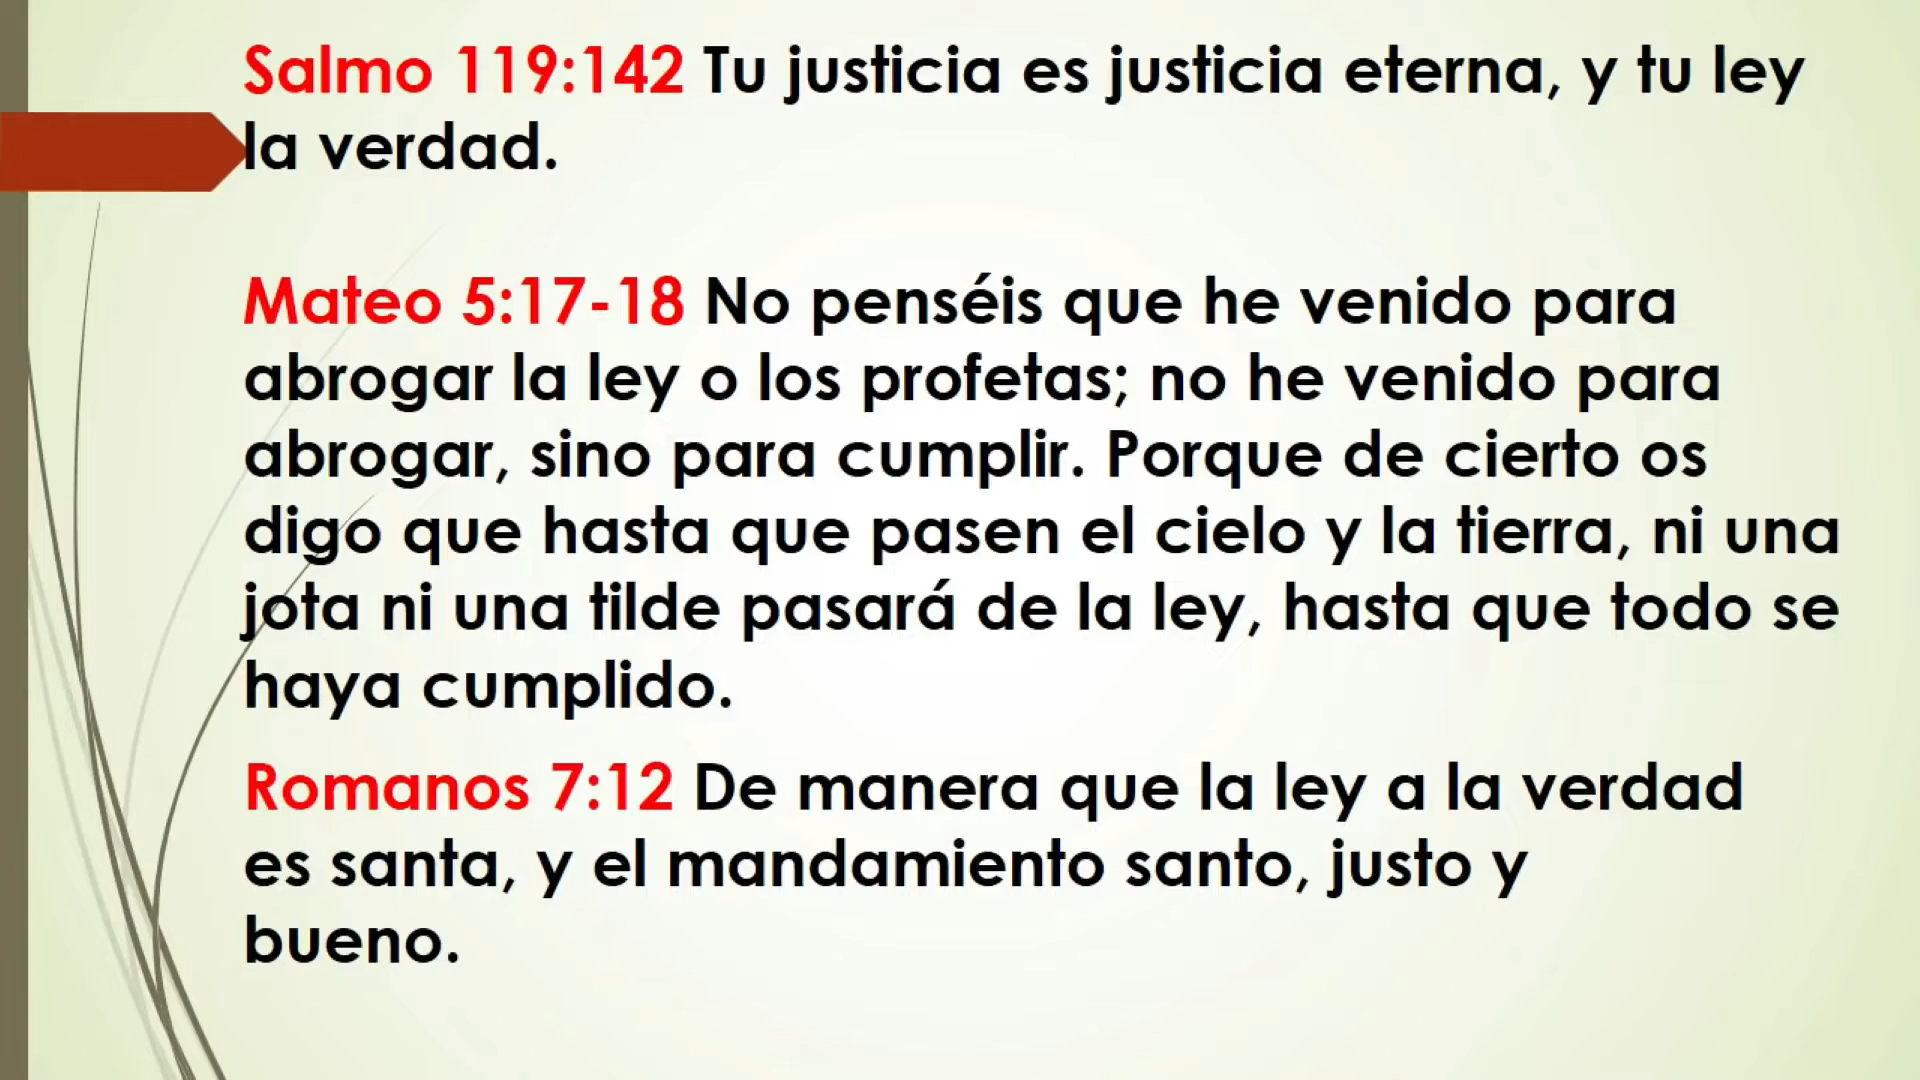 Salmo 119:142 Tu justicia es justicia eterna, y tu ley
la verdad.
Mateo 5:17-18 No penséis que he venido para
abrogar la ley o los profetas; no he venido para
abrogar, sino para cumplir. Porque de cierto os
digo que hasta que pasen el cielo y la tierra, ni una
jota ni una tilde pasará de la ley, hasta que todo se
haya cumplido.
Romanos 7:12 De manera que la ley a la verdad
es santa, y el mandamiento santo, justo y
bueno.